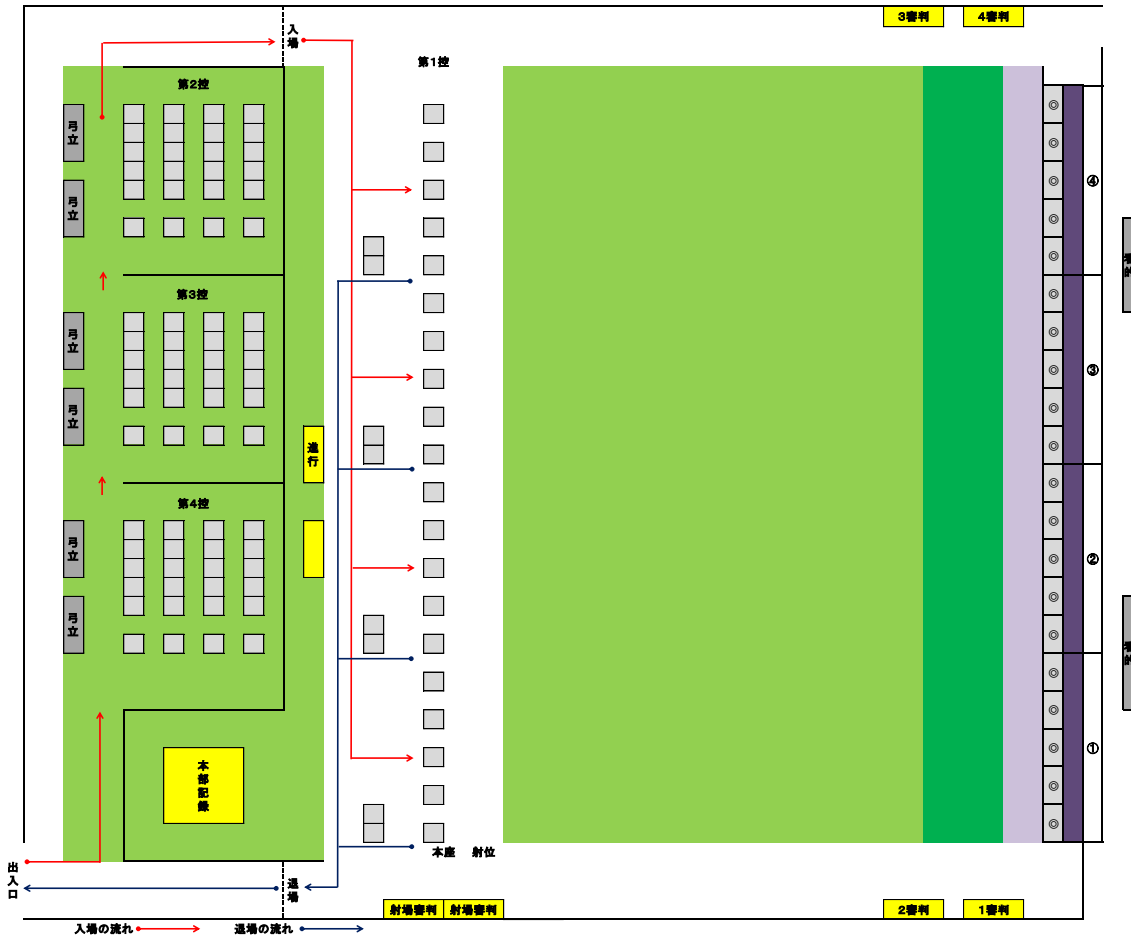 3審判
4審判
入場
第1控
第2控
弓立
弓立
④
第3控
弓立
③
弓立
進行
第4控
弓立
②
弓立
①
本部記録
本座
射位
出入口
退場
射場審判
射場審判
2審判
1審判
入場の流れ
退場の流れ